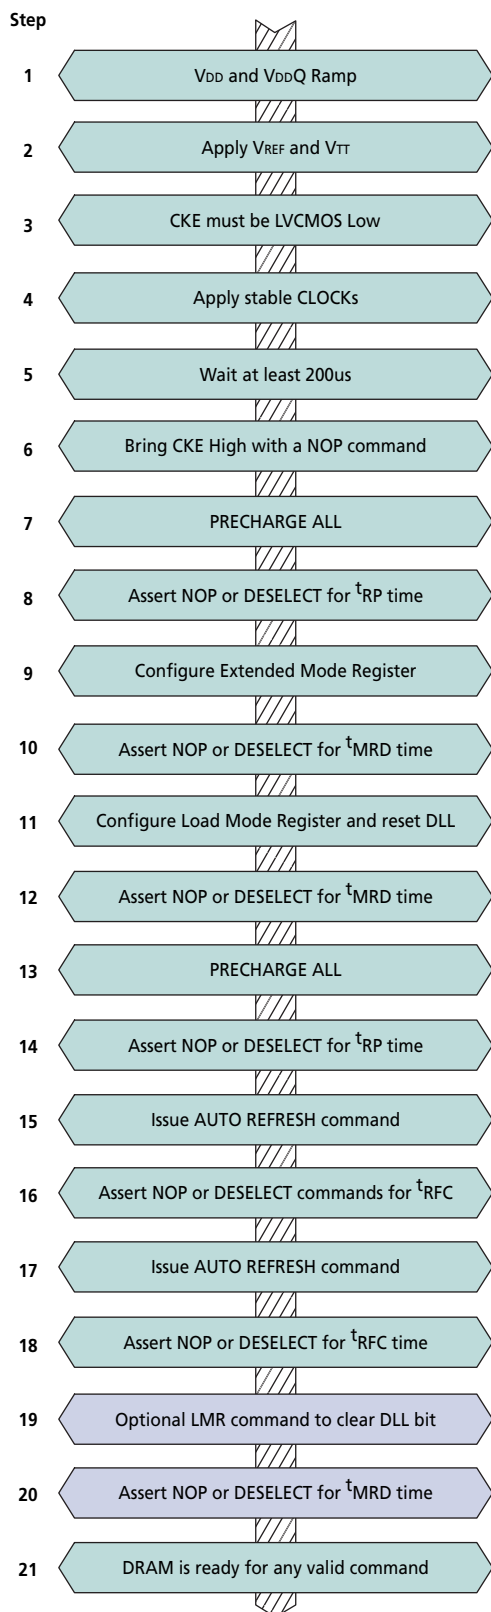 Step
1 VDD and VDDQ Ramp
2 Apply VREF and VTT
3 CKE must be LVCMOS Low
4 Apply stable CLOCKs
5 Wait at least 200us
6 Bring CKE High with a NOP command
7 PRECHARGE ALL
8 Assert NOP or DESELECT for tRP time
9 Configure Extended Mode Register
10 Assert NOP or DESELECT for tMRD time
11 Configure Load Mode Register and reset DLL
12 Assert NOP or DESELECT for tMRD time
13 PRECHARGE ALL
14 Assert NOP or DESELECT for tRP time
15 Issue AUTO REFRESH command
16 Assert NOP or DESELECT commands for tRFC
17 Issue AUTO REFRESH command
18 Assert NOP or DESELECT for tRFC time
19 Optional LMR command to clear DLL bit
20 Assert NOP or DESELECT for tMRD time
21 DRAM is ready for any valid command